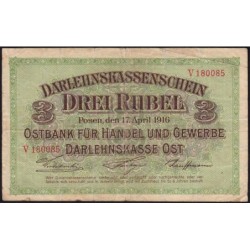 DARLEHNSKASSENSCHEIN
V 180085
DREI RUBEL
3 3
Posen, den 17. April 1916
OSTBANK FÜR HANDEL UND GEWERBE
V 180085 DARLEHNSKASSE OST